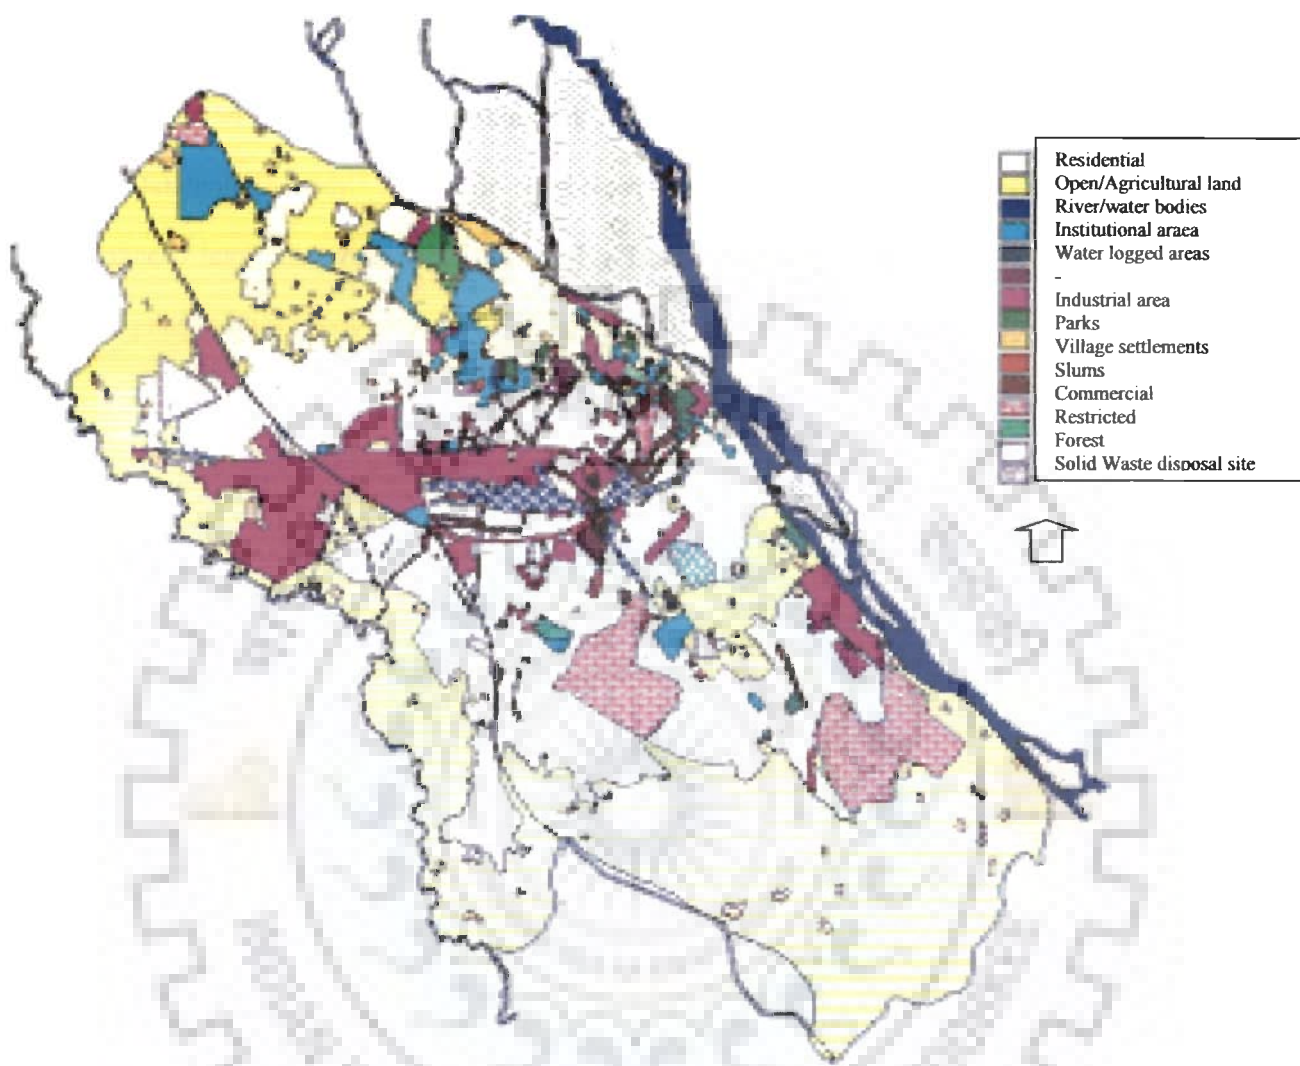 Residential
Open/Agricultural land
River/water bodies
Institutional araea
Water logged areas
-
Industrial area
Parks
Village settlements
Slums
Commercial
Restricted
Forest
Solid Waste disposal site